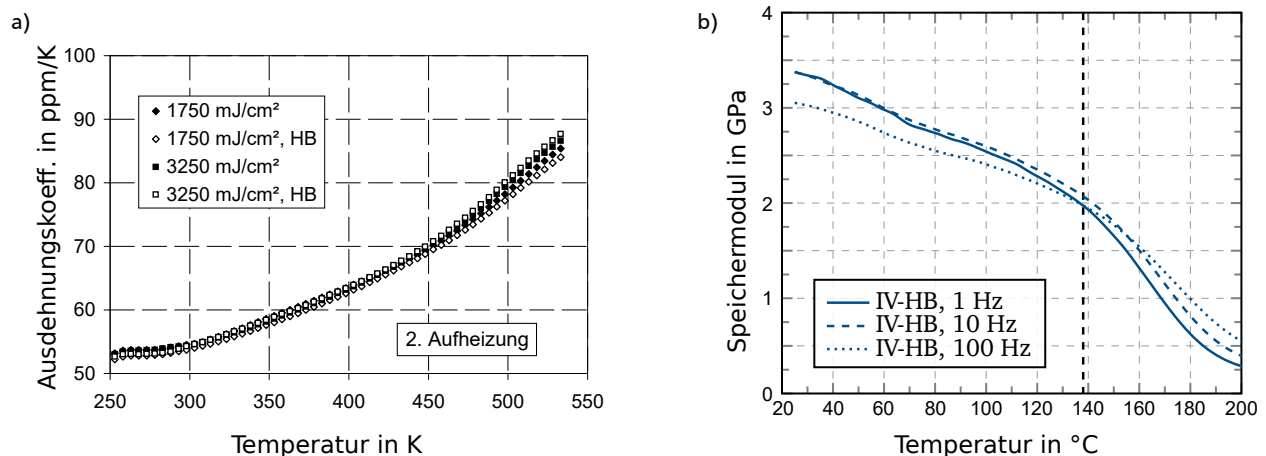 a)
Ausdehnungskoeff. in ppm/K
100
90
80
70
60
50
1750 mJ/cm²
1750 mJ/cm², HB
3250 mJ/cm²
3250 mJ/cm², HB
2. Aufheizung
250 300 350 400 450 500 550
Temperatur in K
b)
Speichermodul in GPa
4
3
2
1
0
IV-HB, 1 Hz
IV-HB, 10 Hz
IV-HB, 100 Hz
20 40 60 80 100 120 140 160 180 200
Temperatur in °C